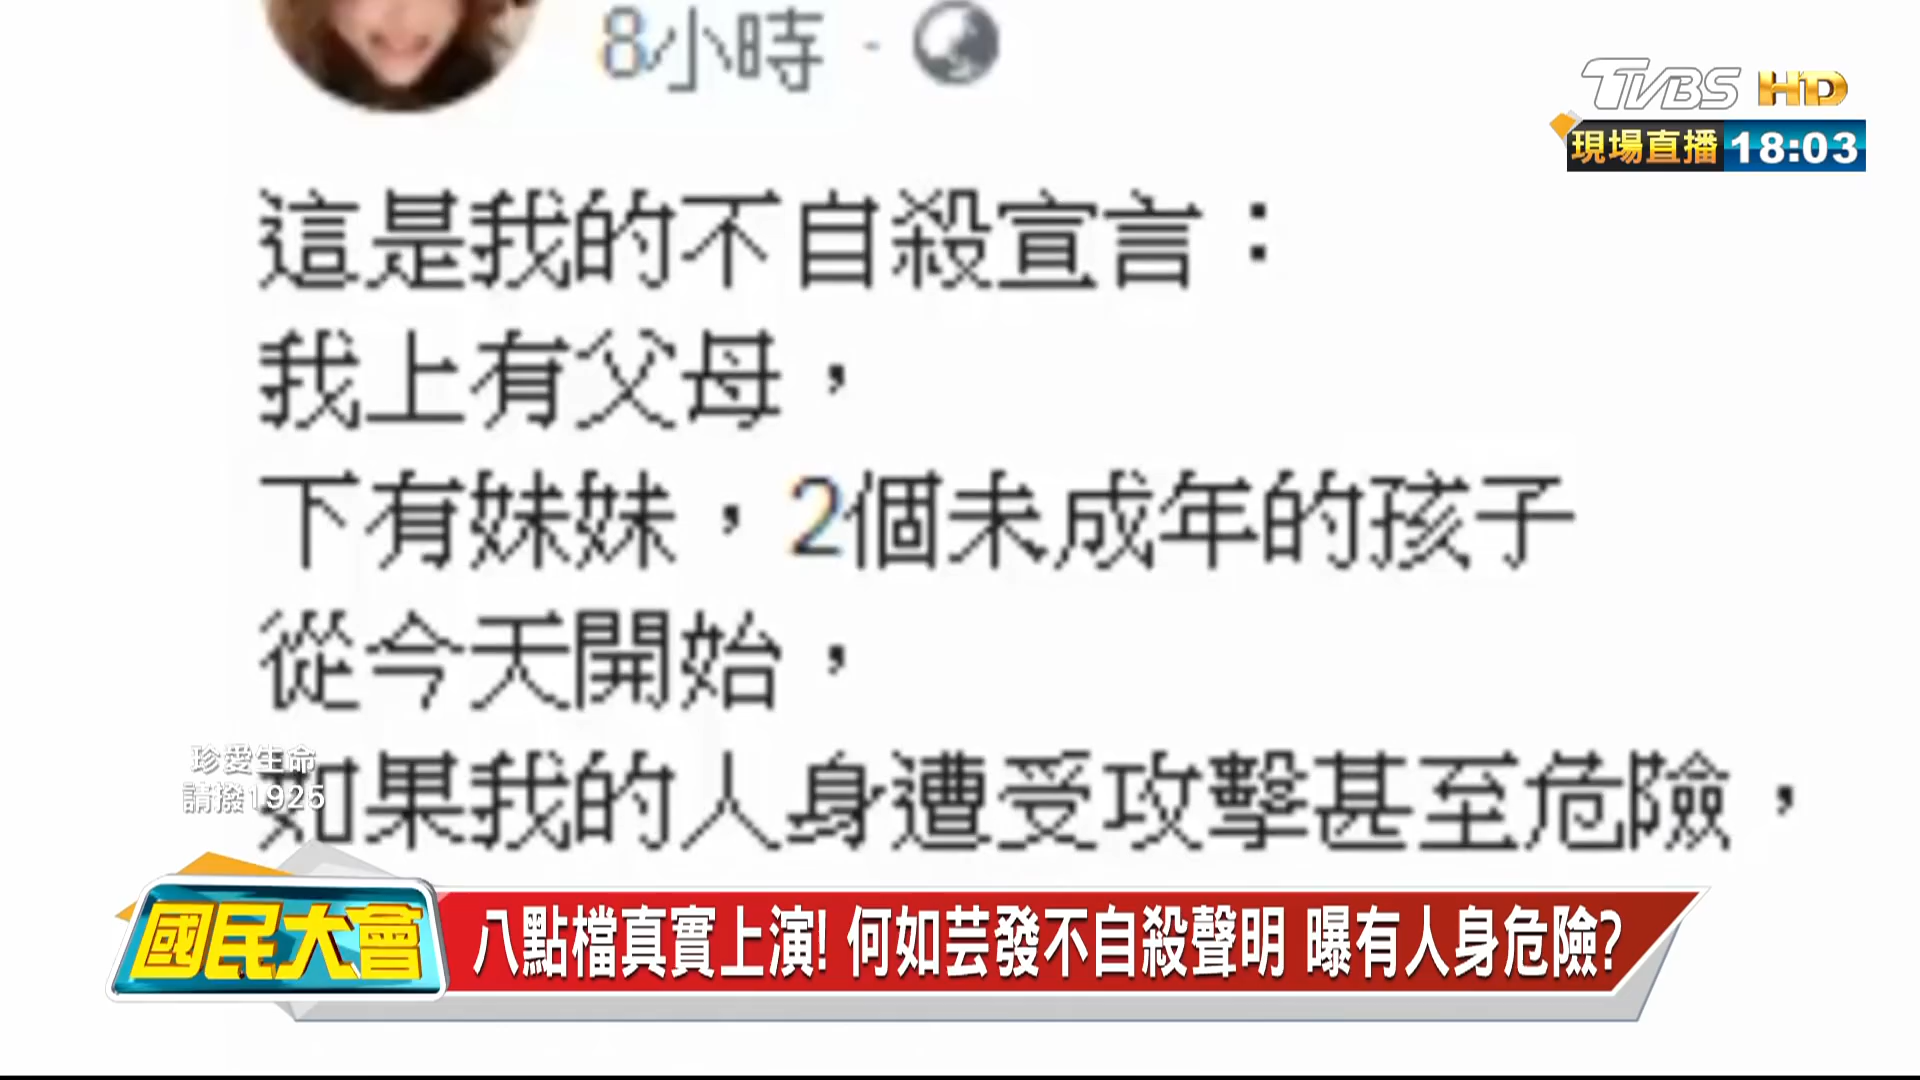 8小時
TVBS HD
現場直播 18:03
這是我的不自殺宣言：
我上有父母，
下有妹妹，2個未成年的孩子
從今天開始，
如果我的人身遭受攻擊甚至危險，
珍愛生命
請撥1925
國民大會
八點檔真實上演! 何如芸發不自殺聲明 曝有人身危險?